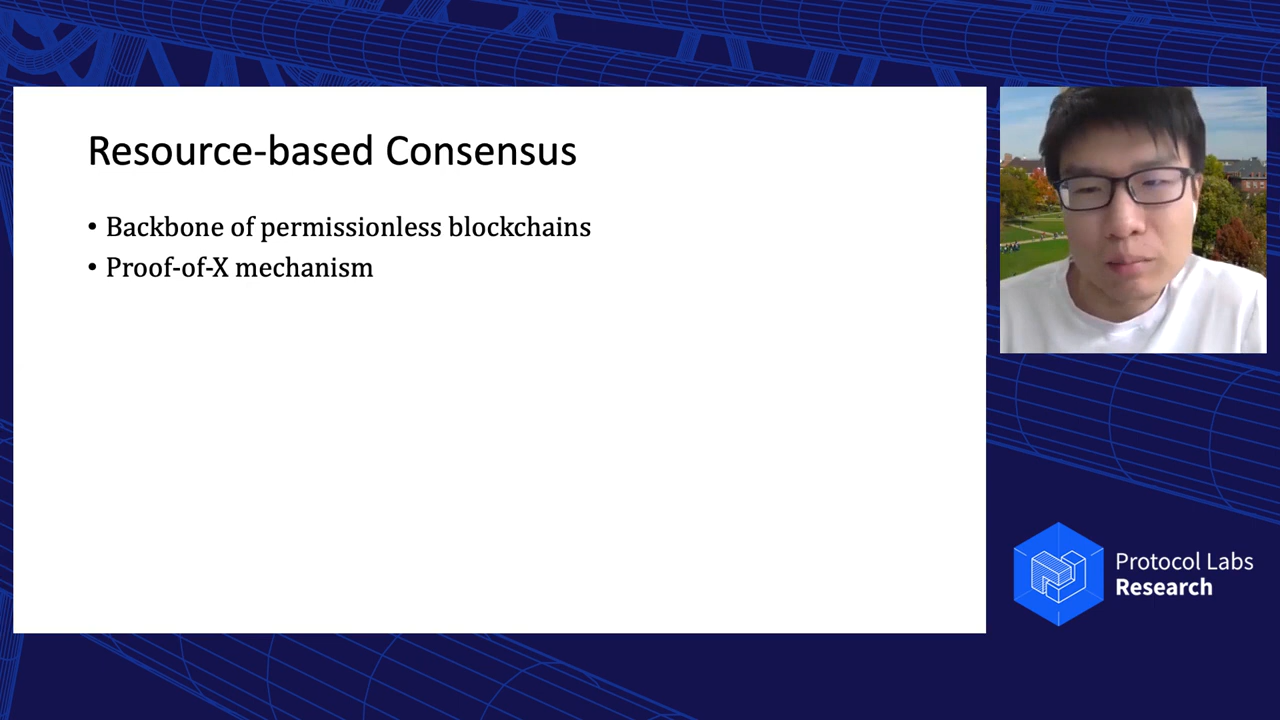 Resource-based Consensus
• Backbone of permissionless blockchains
• Proof-of-X mechanism
Protocol Labs
Research